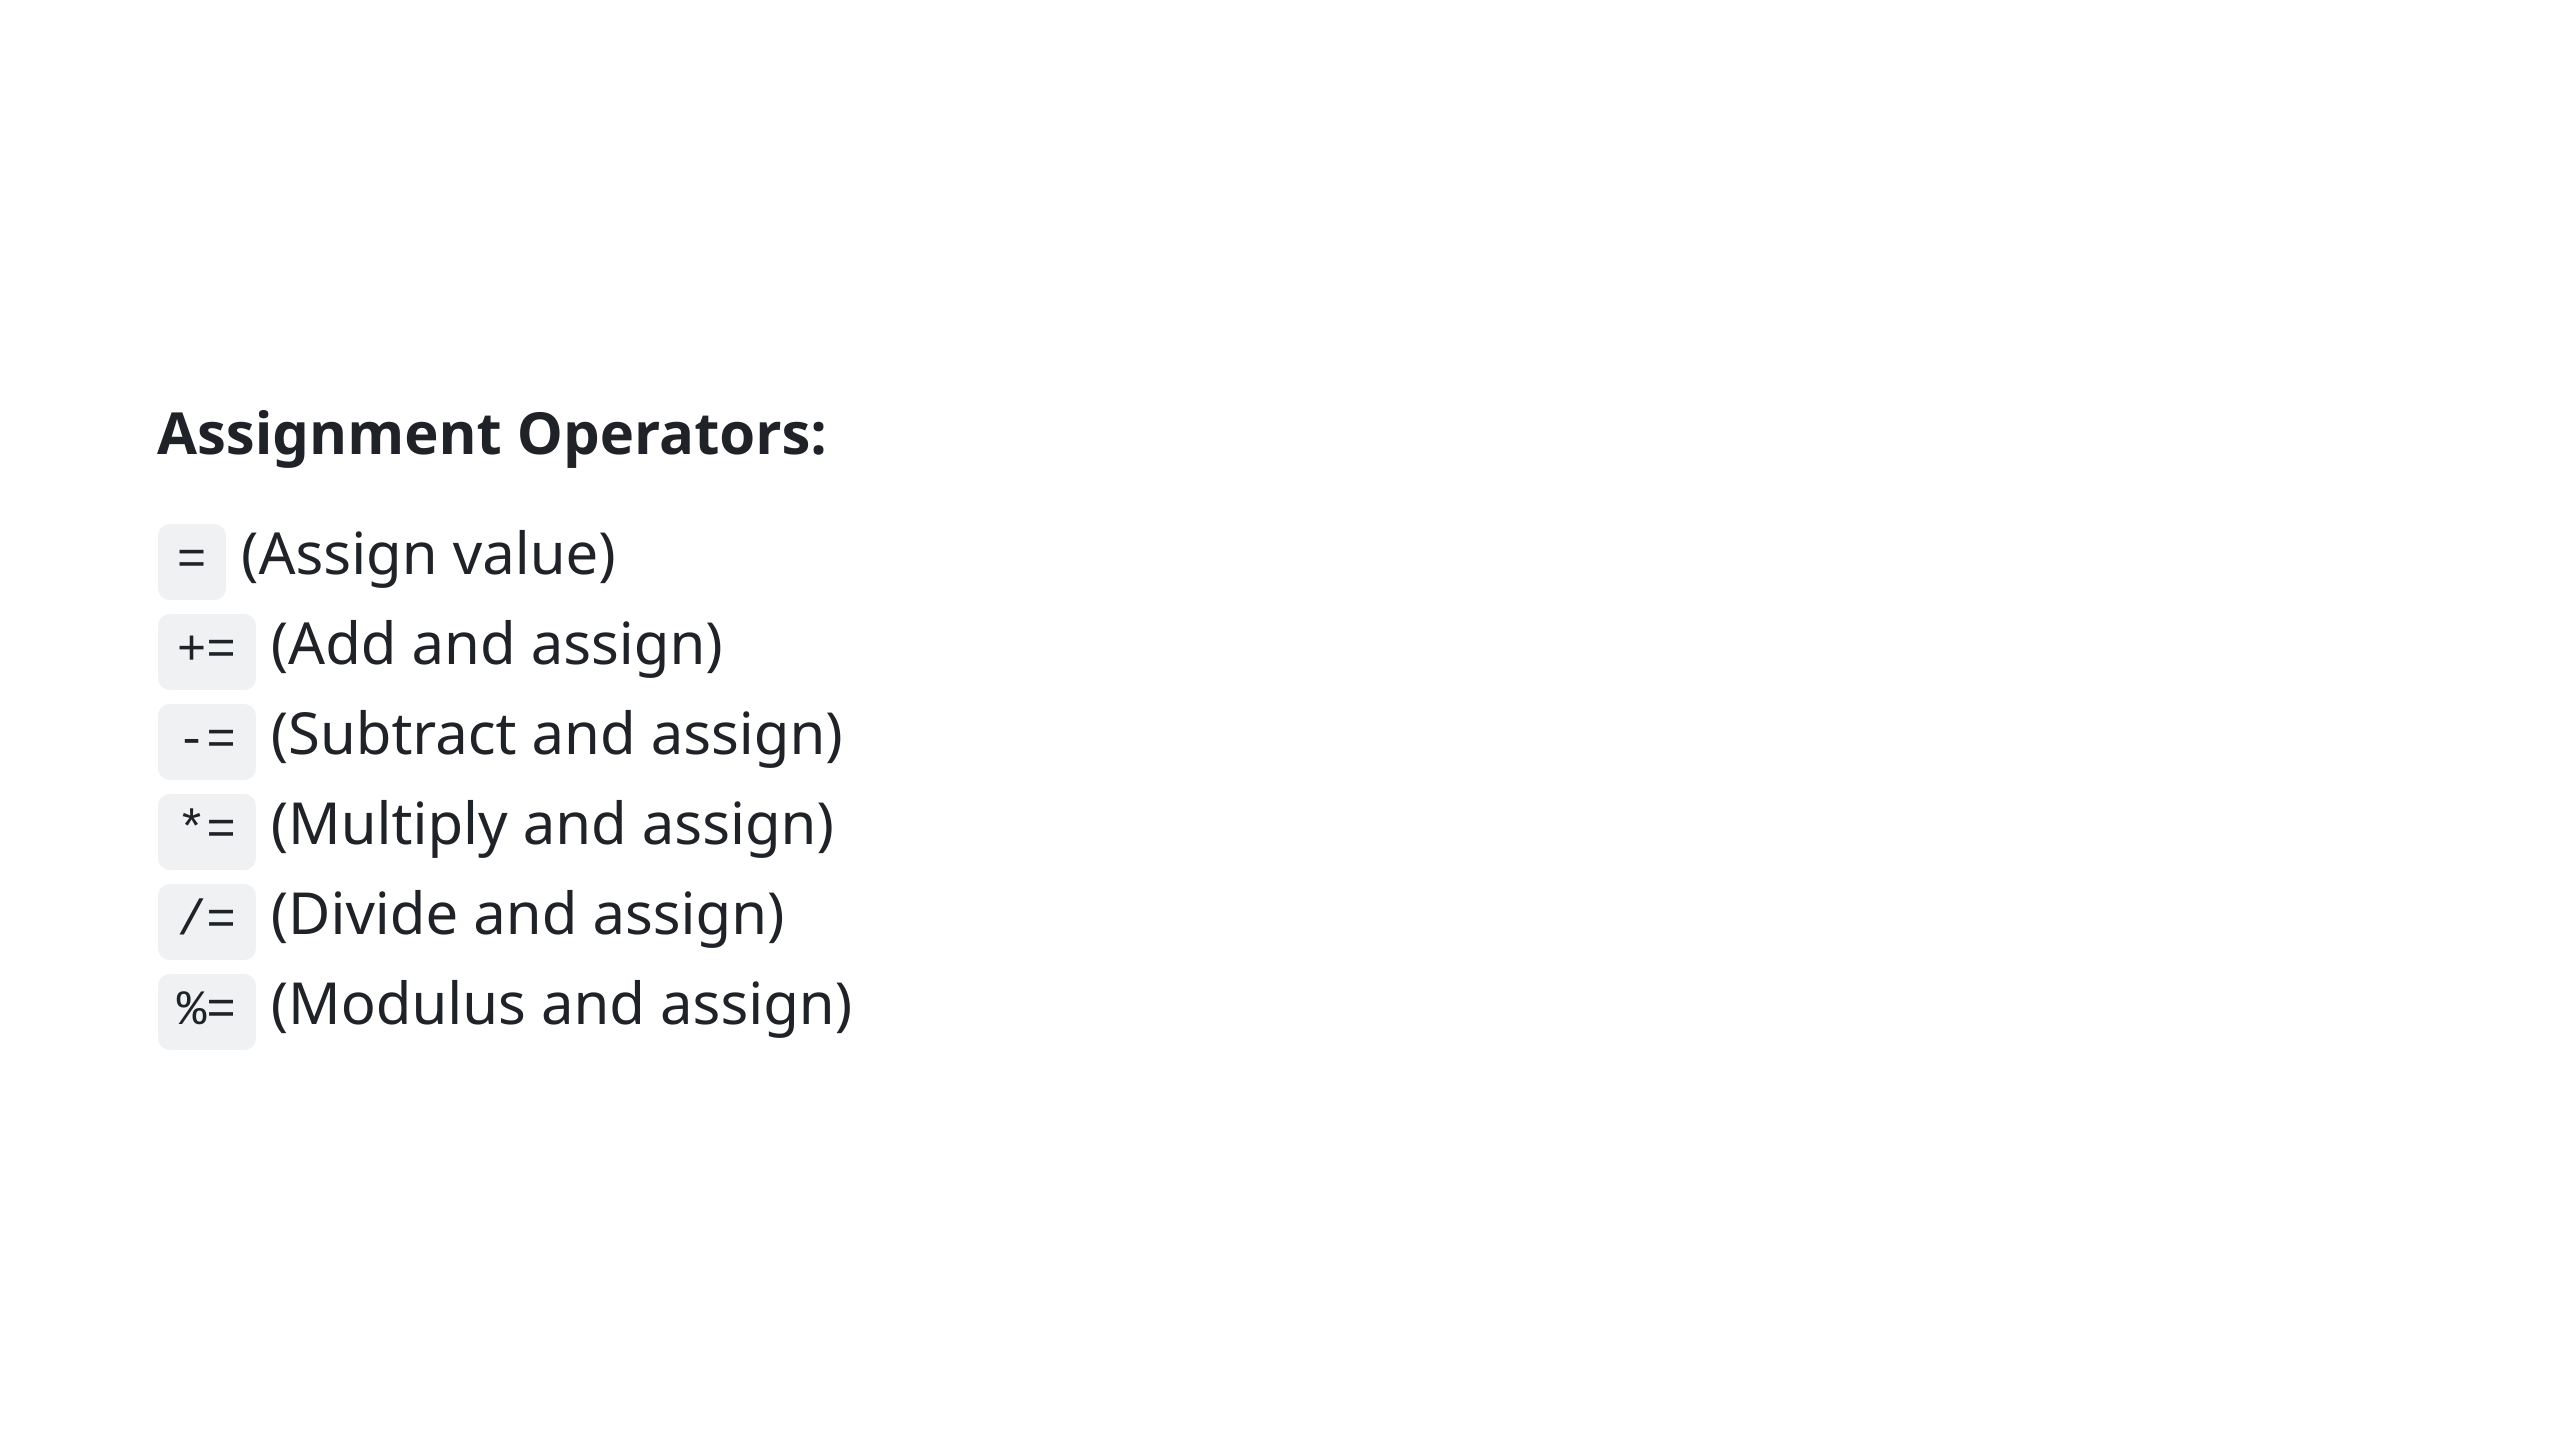 Assignment Operators:
= (Assign value)
+= (Add and assign)
-= (Subtract and assign)
*= (Multiply and assign)
/= (Divide and assign)
%= (Modulus and assign)